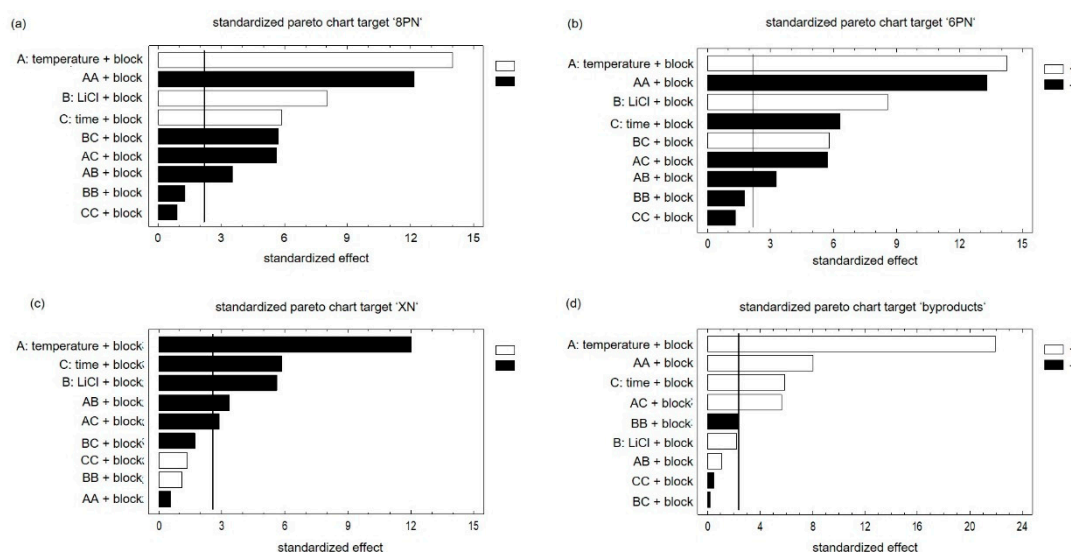 (a)
standardized pareto chart target '8PN'
A: temperature + block
AA + block
B: LiCl + block
C: time + block
BC + block
AC + block
AB + block
BB + block
CC + block
0 3 6 9 12 15
standardized effect
(b)
standardized pareto chart target '6PN'
A: temperature + block
AA + block
B: LiCl + block
C: time + block
BC + block
AC + block
AB + block
BB + block
CC + block
0 3 6 9 12 15
standardized effect
(c)
standardized pareto chart target 'XN'
A: temperature + block
C: time + block
B: LiCl + block
AB + block
AC + block
BC + block
CC + block
BB + block
AA + block
0 3 6 9 12 15
standardized effect
(d)
standardized pareto chart target 'byproducts'
A: temperature + block
AA + block
C: time + block
AC + block
BB + block
B: LiCl + block
AB + block
CC + block
BC + block
0 4 8 12 16 20 24
standardized effect